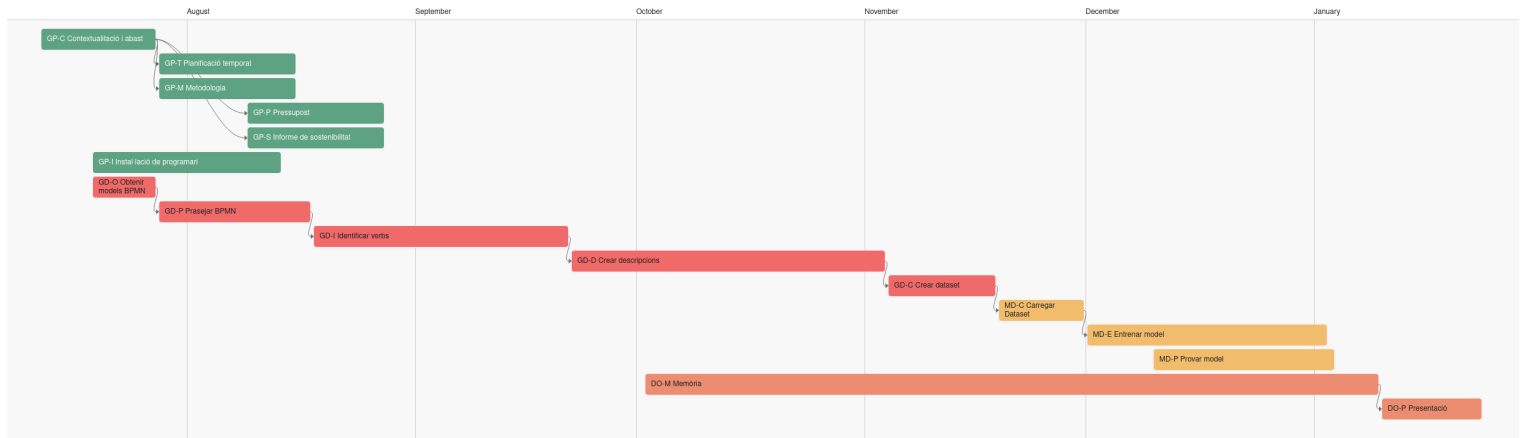 August September October November December January
GP-C Contextualitació i abast
GP-T Planificació temporal
GP-M Metodologia
GP-P Pressupost
GP-S Informe de sostenibilitat
GP-I Instal·lació de programari
GD-O Obtenir
models BPMN
GD-P Prasejar BPMN
GD-I Identificar verbs
GD-D Crear descripcions
GD-C Crear dataset
MD-C Carregar
Dataset
MD-E Entrenar model
MD-P Provar model
DO-M Memòria
DO-P Presentació